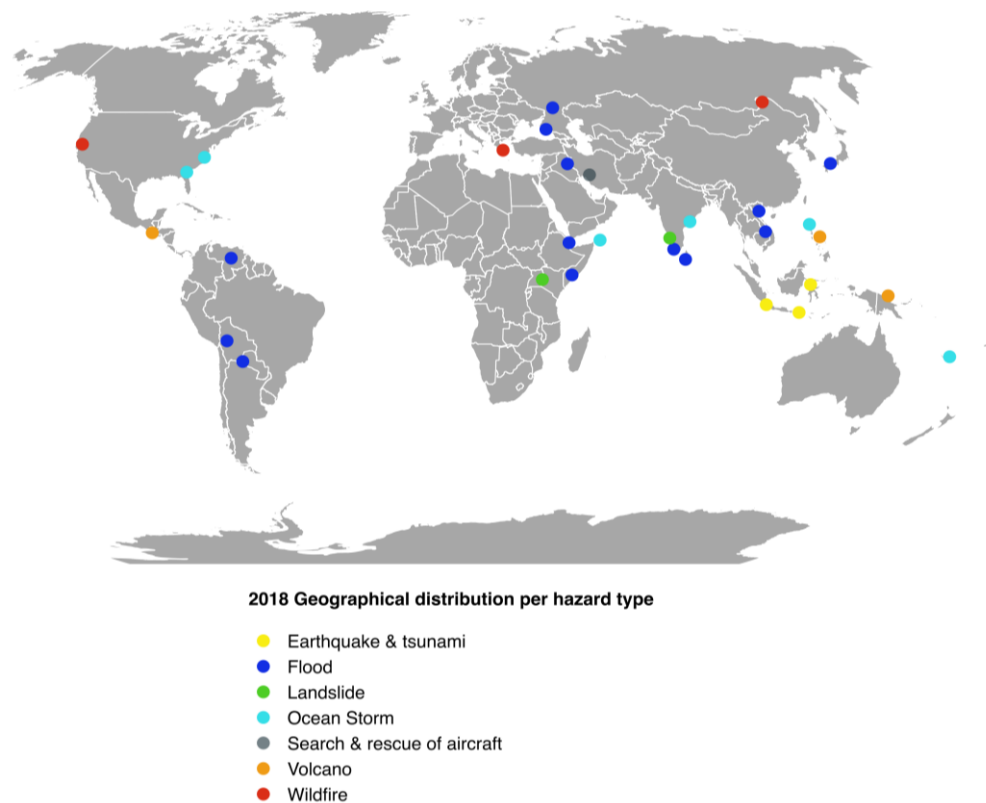 2018 Geographical distribution per hazard type
Earthquake & tsunami
Flood
Landslide
Ocean Storm
Search & rescue of aircraft
Volcano
Wildfire